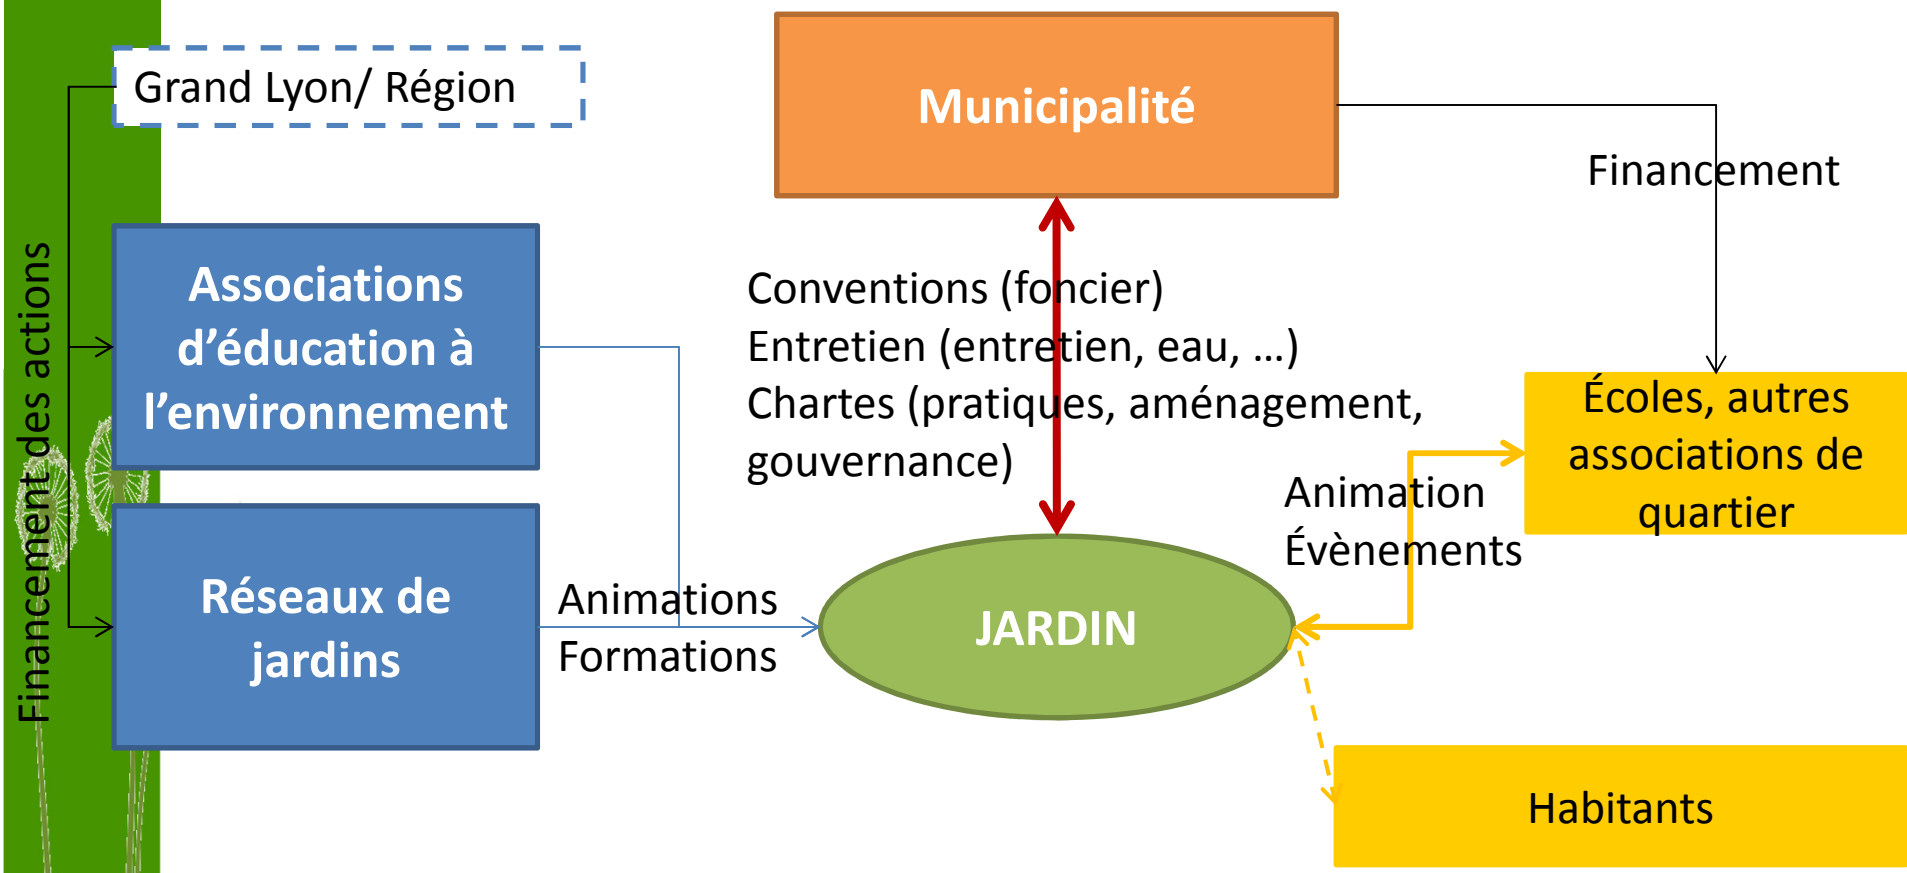 Grand Lyon/ Région
Municipalité
Financement
Financement des actions
Associations
d’éducation à
l’environnement
Conventions (foncier)
Entretien (entretien, eau, …)
Chartes (pratiques, aménagement,
gouvernance)
Écoles, autres
associations de
quartier
Animation
Évènements
Réseaux de
jardins
Animations
Formations
JARDIN
Habitants